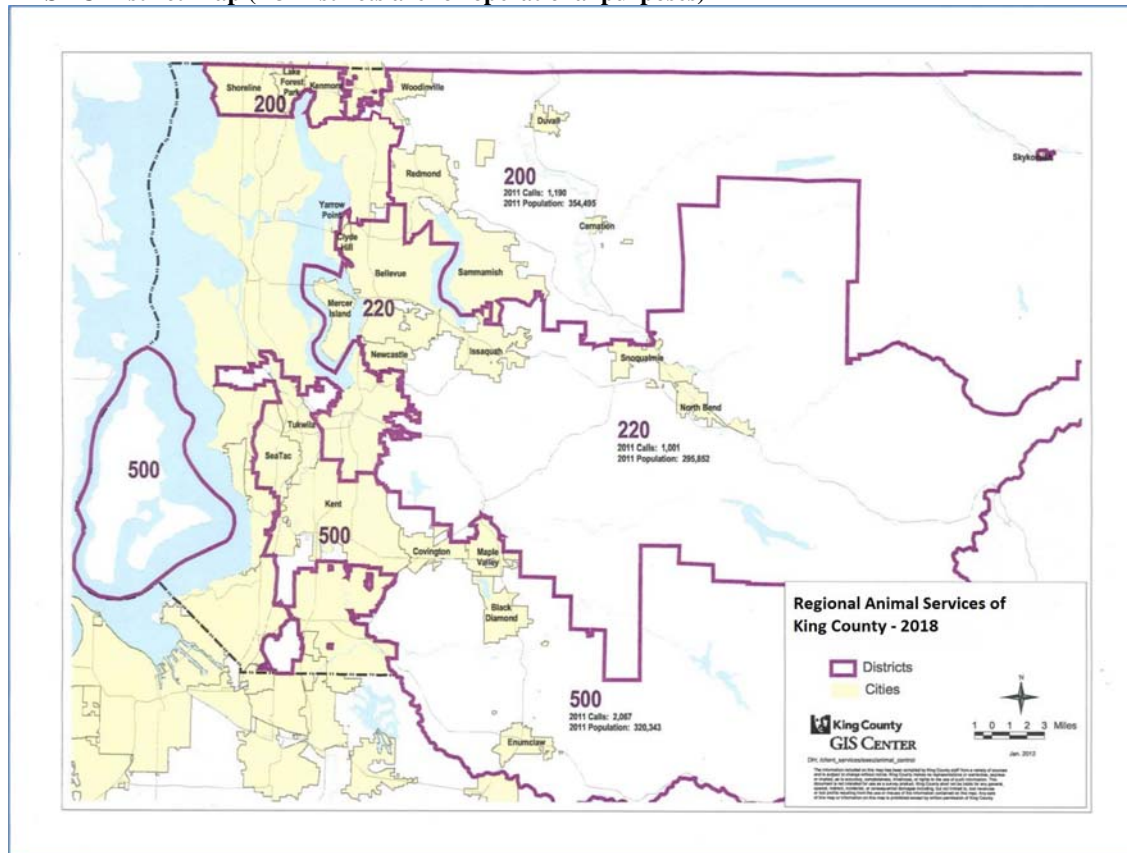 Shoreline
Lake
Forest
Park
Kenmore
200
Woodinville
Duvall
Skykomish
Redmond
200
2011 Calls: 1,190
2011 Population: 354,495
Yarrow
Point
Clyde
Hill
Carnation
Bellevue
Sammamish
Mercer
Island
220
Newcastle
Issaquah
Snoqualmie
North Bend
220
2011 Calls: 1,001
2011 Population: 295,852
Tukwila
SeaTac
500
Kent
500
Covington
Maple
Valley
Black
Diamond
500
2011 Calls: 2,067
2011 Population: 320,343
Enumclaw
Regional Animal Services of
King County - 2018
Districts
Cities
N
King County
GIS CENTER
1 0 1 2 3 Miles
Jan. 2012